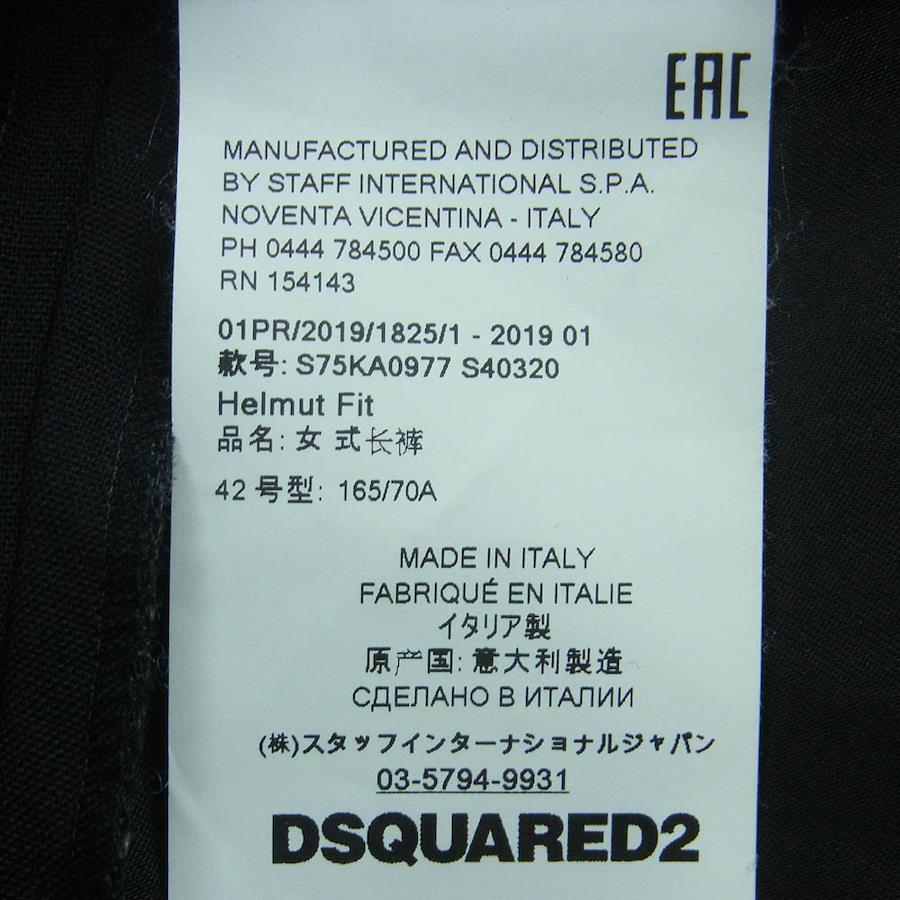 EAC
MANUFACTURED AND DISTRIBUTED
BY STAFF INTERNATIONAL S.P.A.
NOVENTA VICENTINA - ITALY
PH 0444 784500 FAX 0444 784580
RN 154143
01PR/2019/1825/1 - 2019 01
款号: S75KA0977 S40320
Helmut Fit
品名: 女 式长裤
42 号型: 165/70A
MADE IN ITALY
FABRIQUÉ EN ITALIE
イタリア製
原产国: 意大利製造
СДЕЛАНО В ИТАЛИИ
(株)スタッフインターナショナルジャパン
03-5794-9931
DSQUARED2